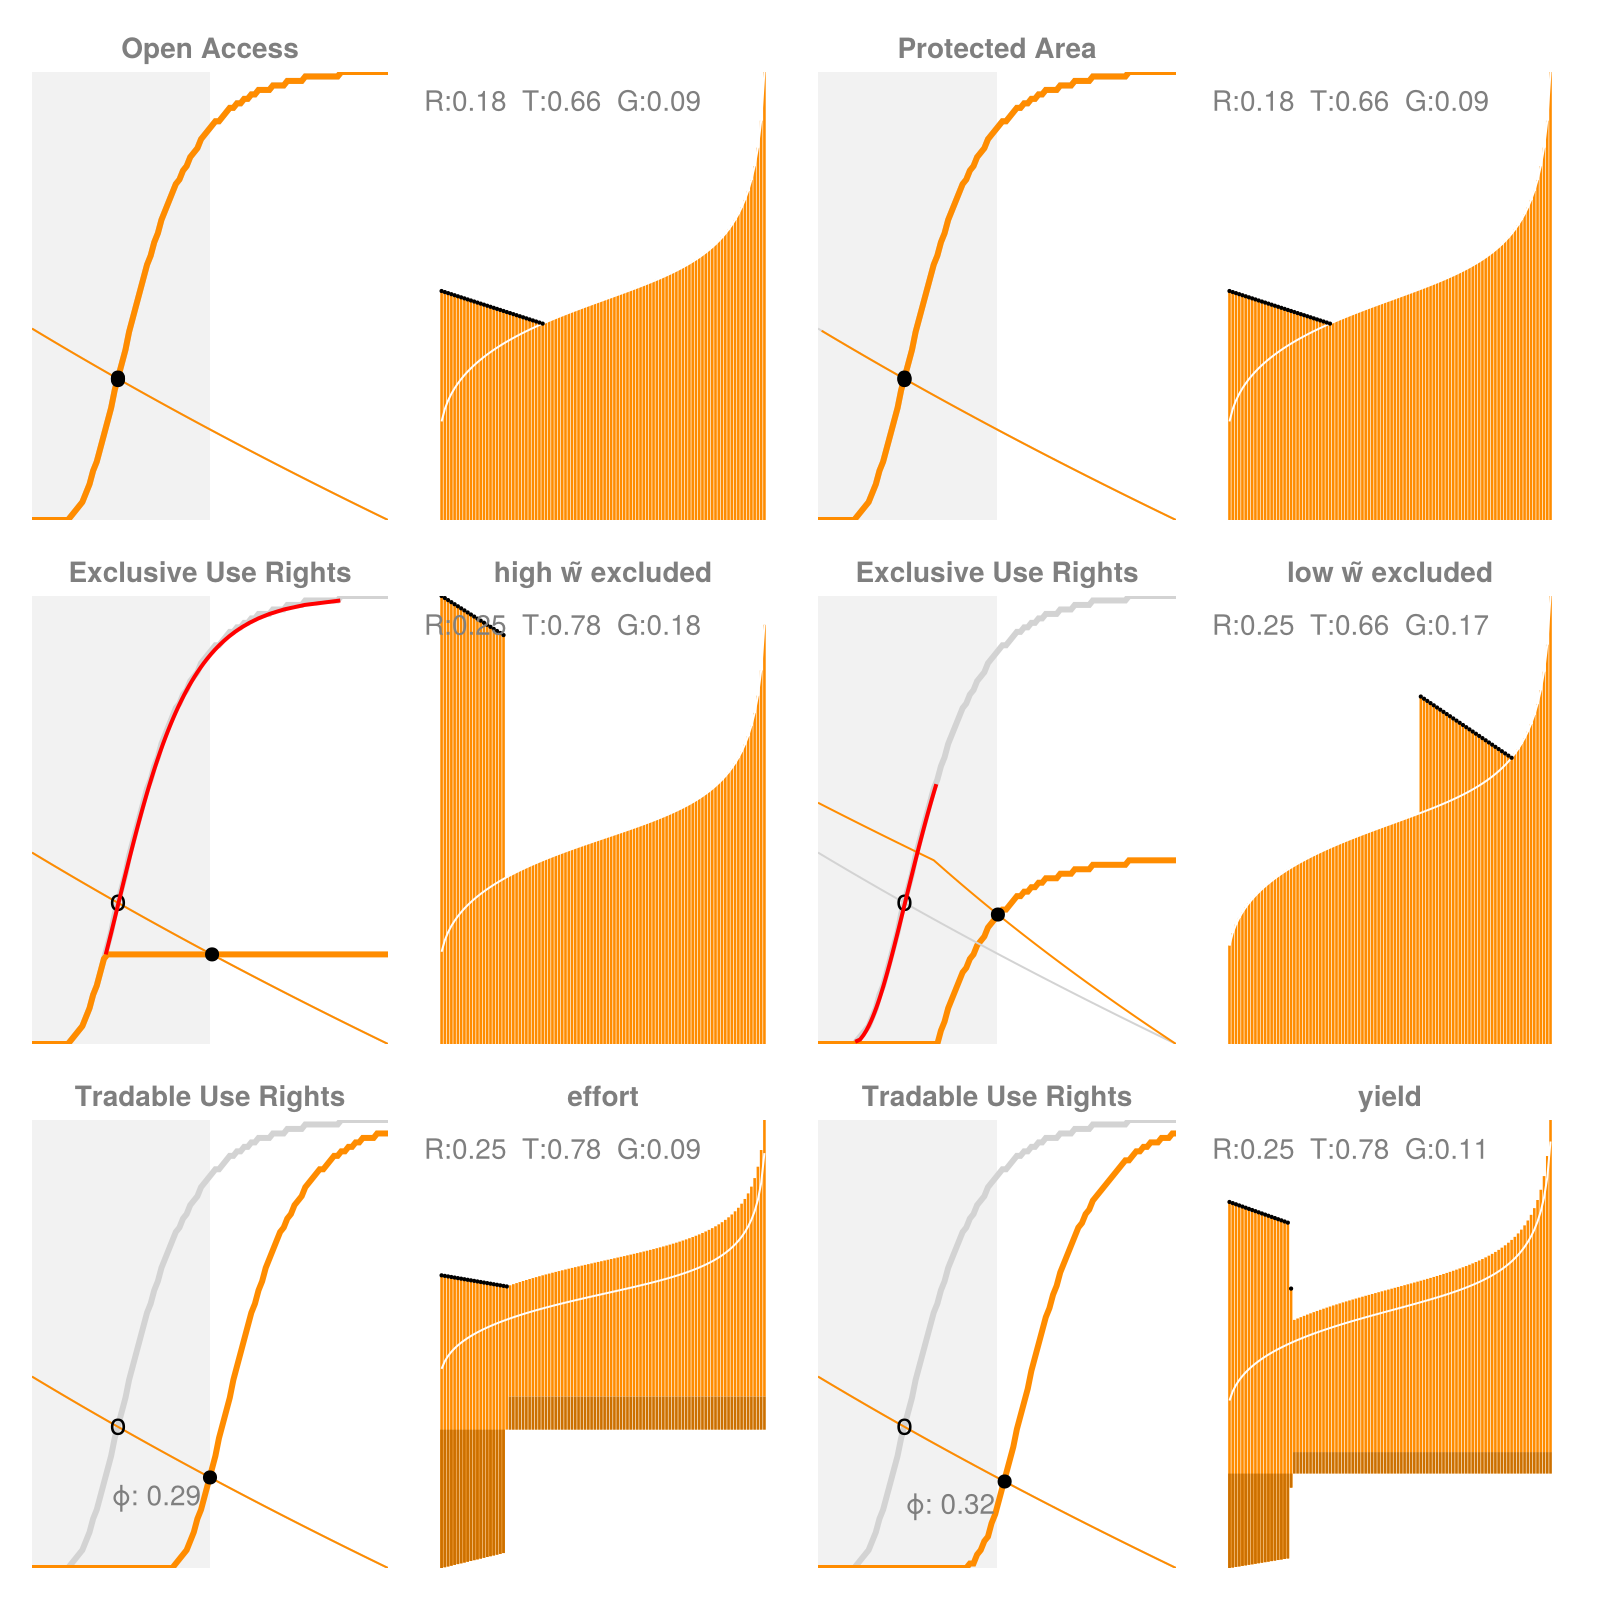 Open Access
Protected Area
R:0.18 T:0.66 G:0.09
R:0.18 T:0.66 G:0.09
Exclusive Use Rights
high w̃ excluded
Exclusive Use Rights
low w̃ excluded
R:0.25 T:0.78 G:0.18
R:0.25 T:0.66 G:0.17
Tradable Use Rights
effort
Tradable Use Rights
yield
R:0.25 T:0.78 G:0.09
R:0.25 T:0.78 G:0.11
ϕ: 0.29
ϕ: 0.32